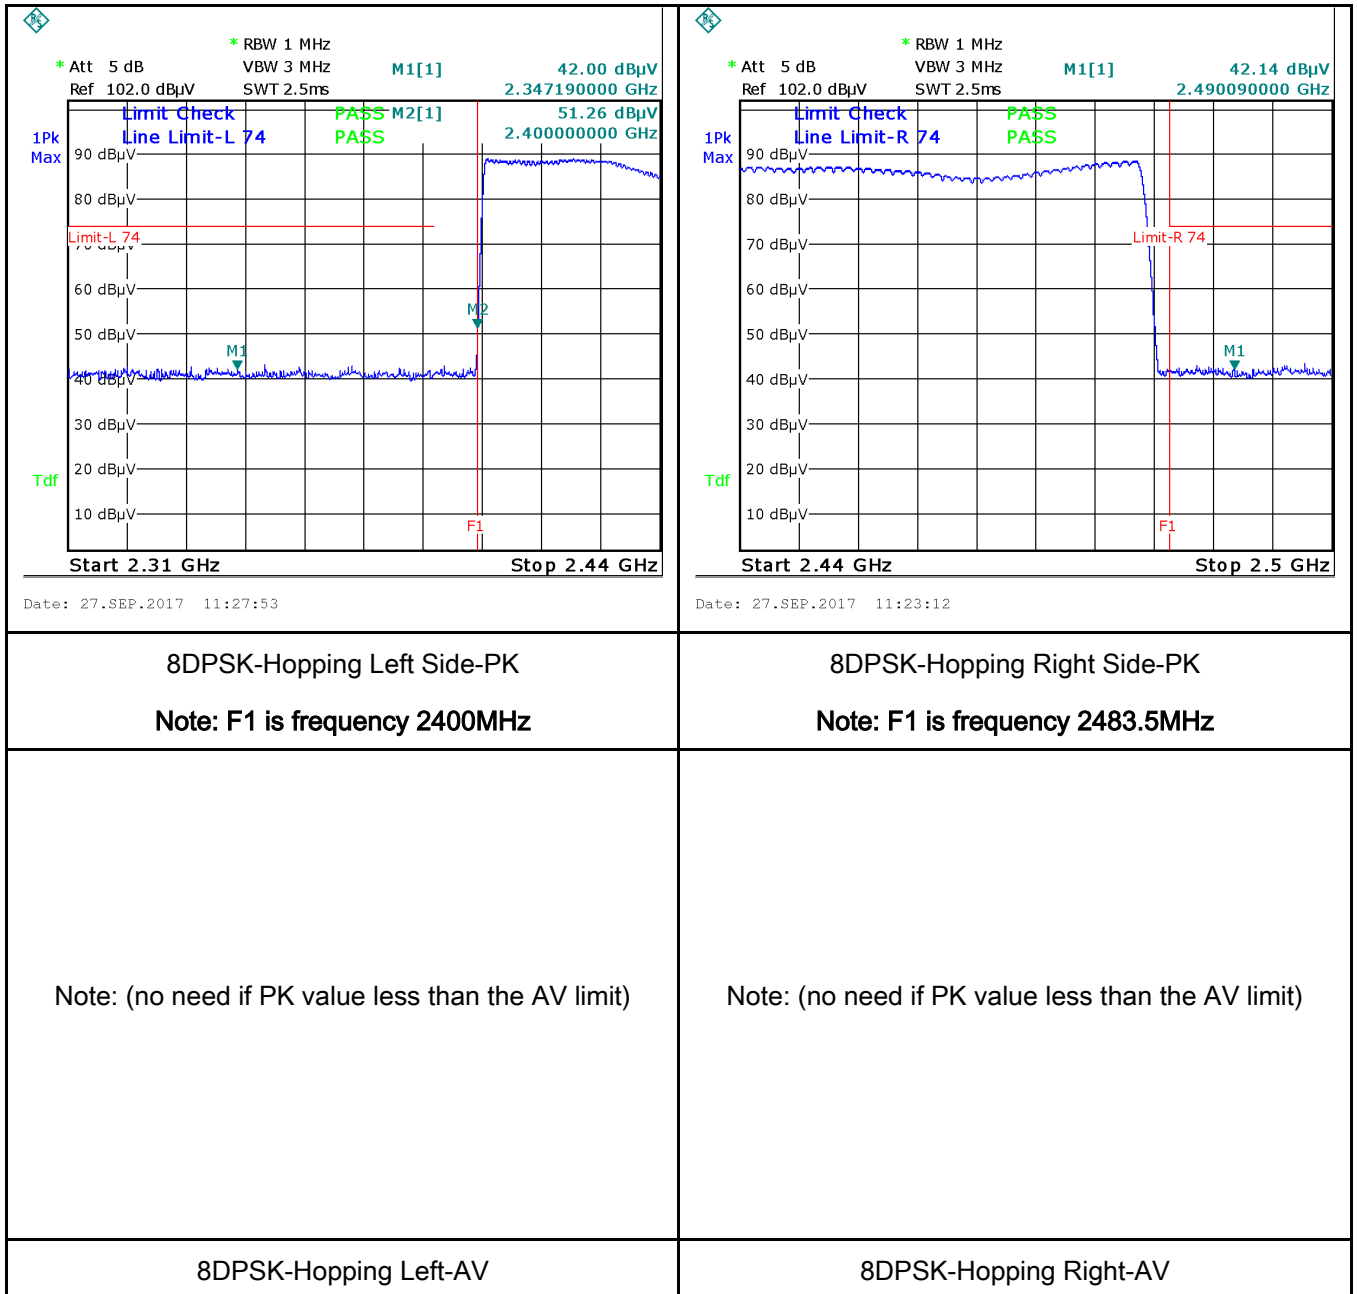 * RBW 1 MHz
* Att 5 dB VBW 3 MHz M1[1] 42.00 dBµV
Ref 102.0 dBµV SWT 2.5ms 2.347190000 GHz
Limit Check PASS M2[1] 51.26 dBµV
Line Limit-L 74 PASS 2.400000000 GHz
1Pk
Max
90 dBµV
80 dBµV
Limit-L 74
70 dBµV
60 dBµV
M2
50 dBµV
M1
40 dBµV
30 dBµV
20 dBµV
Tdf
10 dBµV
F1
Start 2.31 GHz Stop 2.44 GHz
Date: 27.SEP.2017 11:27:53
* RBW 1 MHz
* Att 5 dB VBW 3 MHz M1[1] 42.14 dBµV
Ref 102.0 dBµV SWT 2.5ms 2.490090000 GHz
Limit Check PASS
Line Limit-R 74 PASS
1Pk
Max
90 dBµV
80 dBµV
Limit-R 74
70 dBµV
60 dBµV
50 dBµV
M1
40 dBµV
30 dBµV
20 dBµV
Tdf
10 dBµV
F1
Start 2.44 GHz Stop 2.5 GHz
Date: 27.SEP.2017 11:23:12
8DPSK-Hopping Left Side-PK
Note: F1 is frequency 2400MHz
8DPSK-Hopping Right Side-PK
Note: F1 is frequency 2483.5MHz
Note: (no need if PK value less than the AV limit)
Note: (no need if PK value less than the AV limit)
8DPSK-Hopping Left-AV
8DPSK-Hopping Right-AV